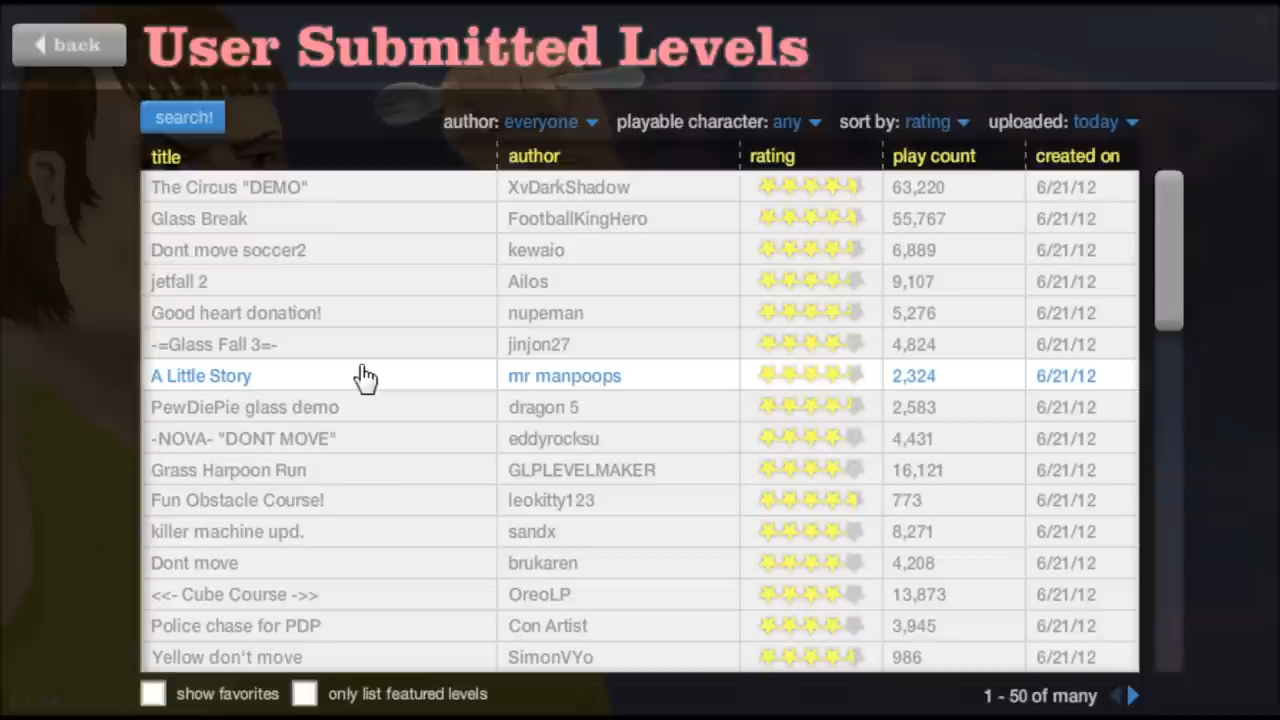 back
User Submitted Levels
search!
author: everyone playable character: any sort by: rating uploaded: today
title author rating play count created on
The Circus "DEMO" XvDarkShadow 63,220 6/21/12
Glass Break FootballKingHero 55,767 6/21/12
Dont move soccer2 kewaio 6,889 6/21/12
jetfall 2 Ailos 9,107 6/21/12
Good heart donation! nupeman 5,276 6/21/12
-=Glass Fall 3=- jinjon27 4,824 6/21/12
A Little Story mr manpoops 2,324 6/21/12
PewDiePie glass demo dragon 5 2,583 6/21/12
-NOVA- "DONT MOVE" eddyrocksu 4,431 6/21/12
Grass Harpoon Run GLPLEVELMAKER 16,121 6/21/12
Fun Obstacle Course! leokitty123 773 6/21/12
killer machine upd. sandx 8,271 6/21/12
Dont move brukaren 4,208 6/21/12
<<- Cube Course ->> OreoLP 13,873 6/21/12
Police chase for PDP Con Artist 3,945 6/21/12
Yellow don't move SimonVYo 986 6/21/12
show favorites only list featured levels 1 - 50 of many